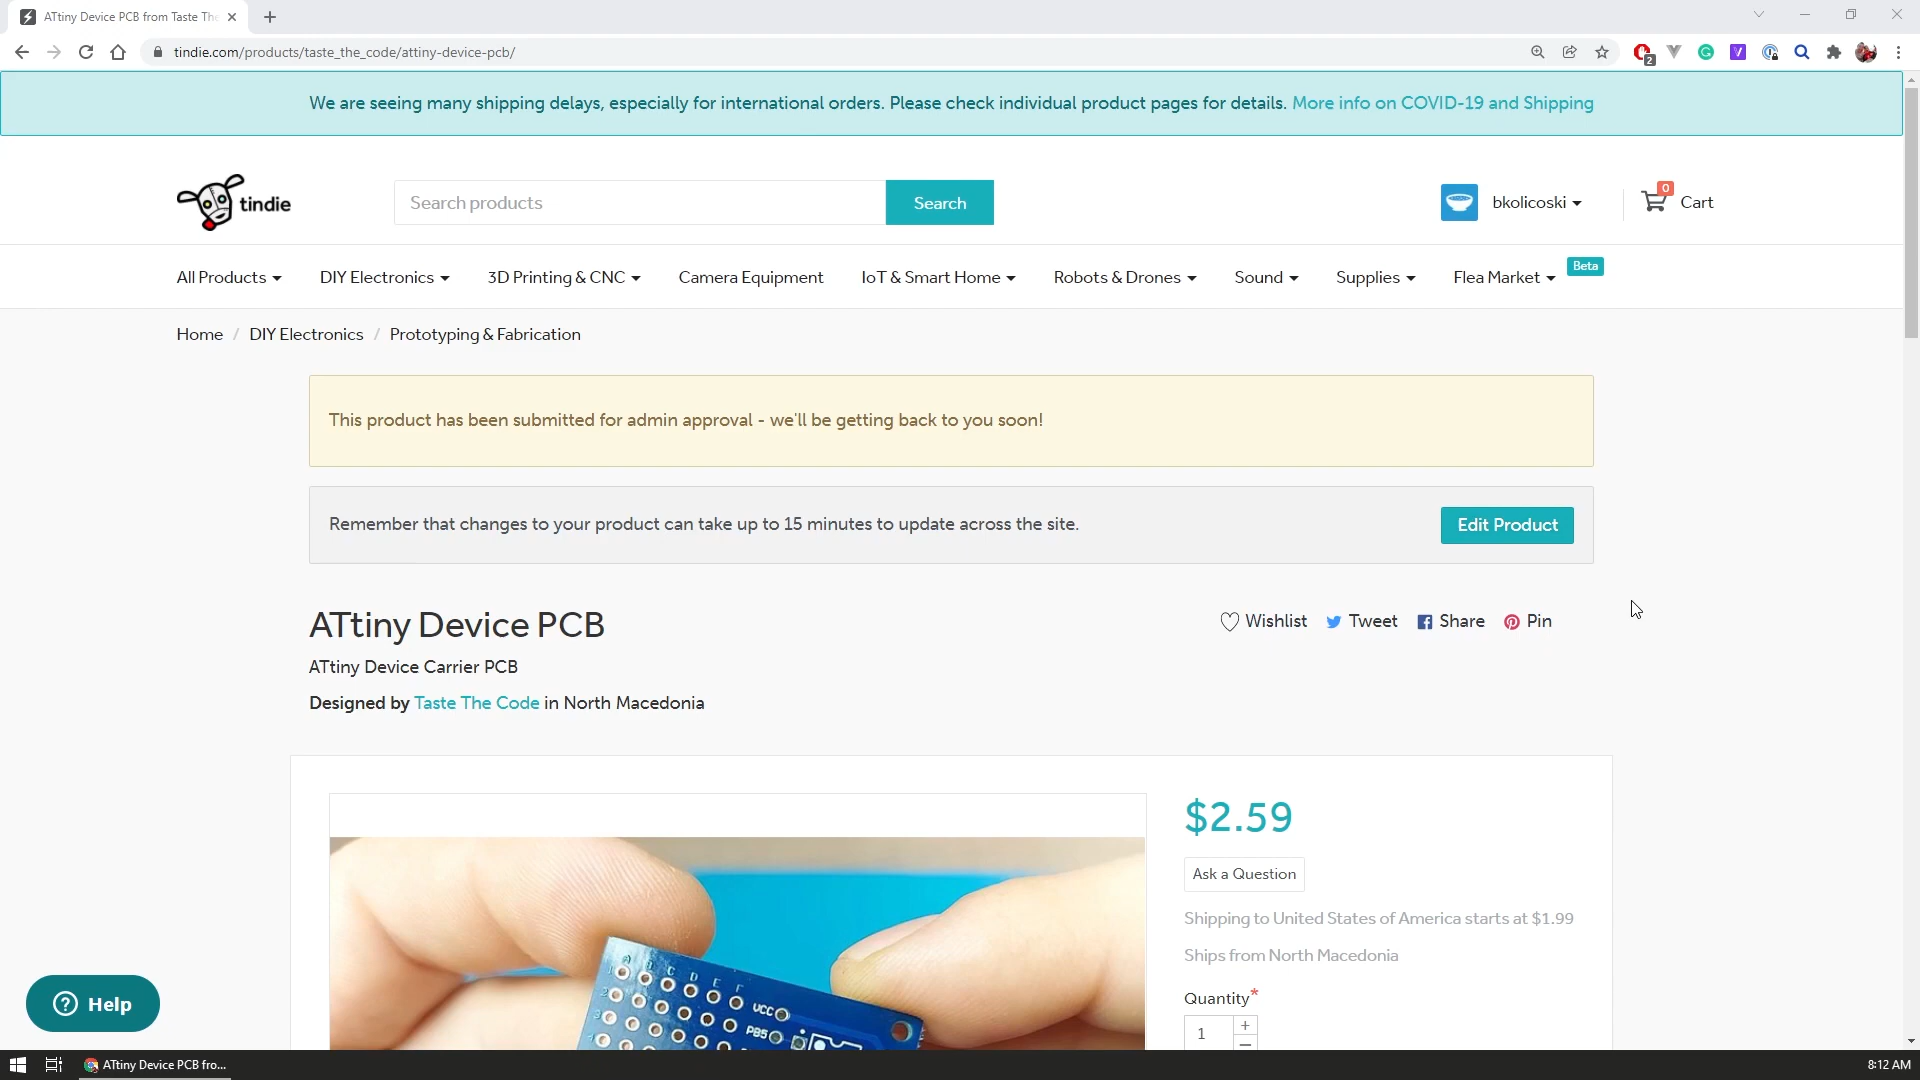 ATtiny Device PCB from Taste The
tindie.com/products/taste_the_code/attiny-device-pcb/
2
We are seeing many shipping delays, especially for international orders. Please check individual product pages for details. More info on COVID-19 and Shipping
tindie
Search products
Search
bkolicoski
0
Cart
All Products
DIY Electronics
3D Printing & CNC
Camera Equipment
IoT & Smart Home
Robots & Drones
Sound
Supplies
Flea Market
Beta
Home / DIY Electronics / Prototyping & Fabrication
This product has been submitted for admin approval - we'll be getting back to you soon!
Remember that changes to your product can take up to 15 minutes to update across the site.
Edit Product
ATtiny Device PCB
Wishlist
Tweet
Share
Pin
ATtiny Device Carrier PCB
Designed by Taste The Code in North Macedonia
$2.59
Ask a Question
Shipping to United States of America starts at $1.99
Ships from North Macedonia
Quantity*
1
+
−
A B C D E F
1
2
3
4
VCC
PB5
? Help
ATtiny Device PCB fro...
8:12 AM